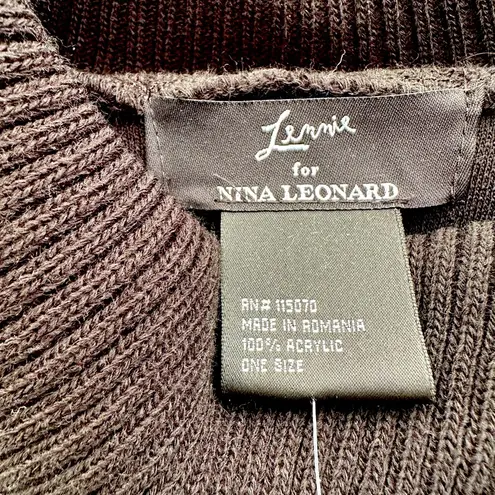 Lennie
for
NINA LEONARD
RN# 115070
MADE IN ROMANIA
100% ACRYLIC
ONE SIZE